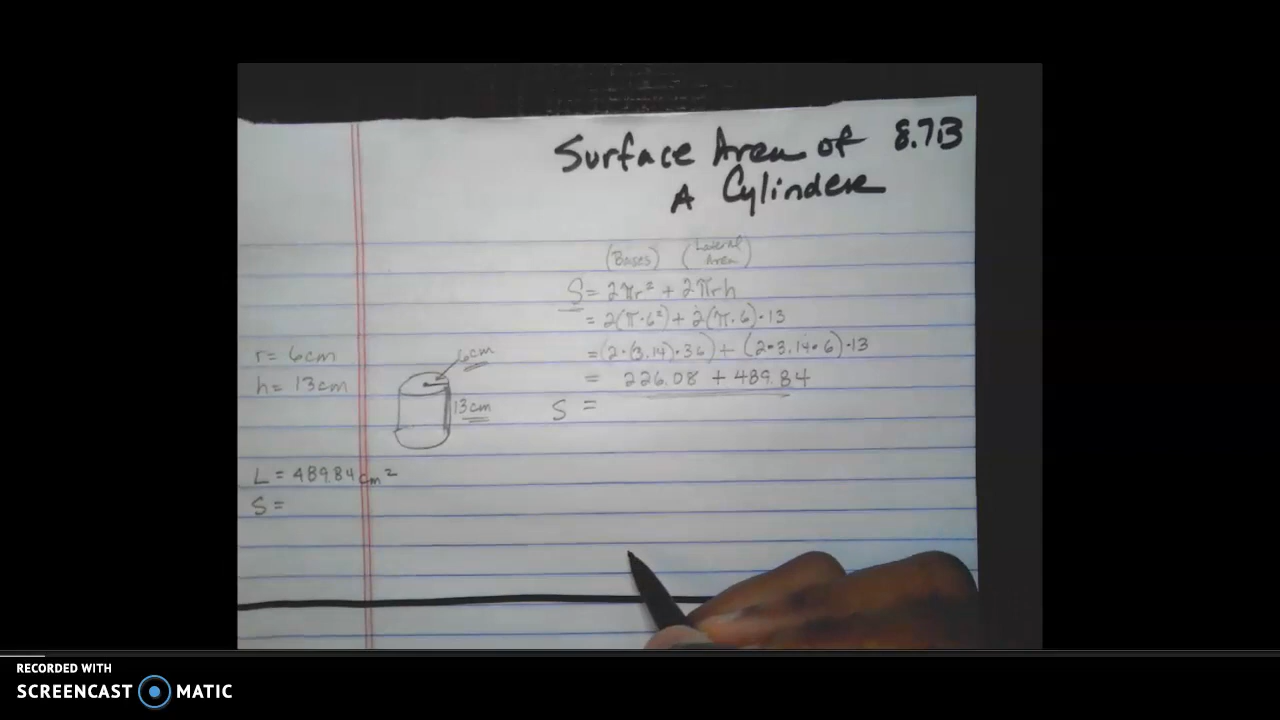 Surface Area of 8.7B
A Cylinder
(Bases) (Lateral Area)
S = 2πr² + 2πrh
= 2(π·6²) + 2(π·6)·13
r = 6cm
h = 13cm
6cm
13cm
=(2·(3.14)·36) + (2·3.14·6)·13
= 226.08 + 489.84
S =
L = 489.84cm²
S =
RECORDED WITH
SCREENCAST MATIC